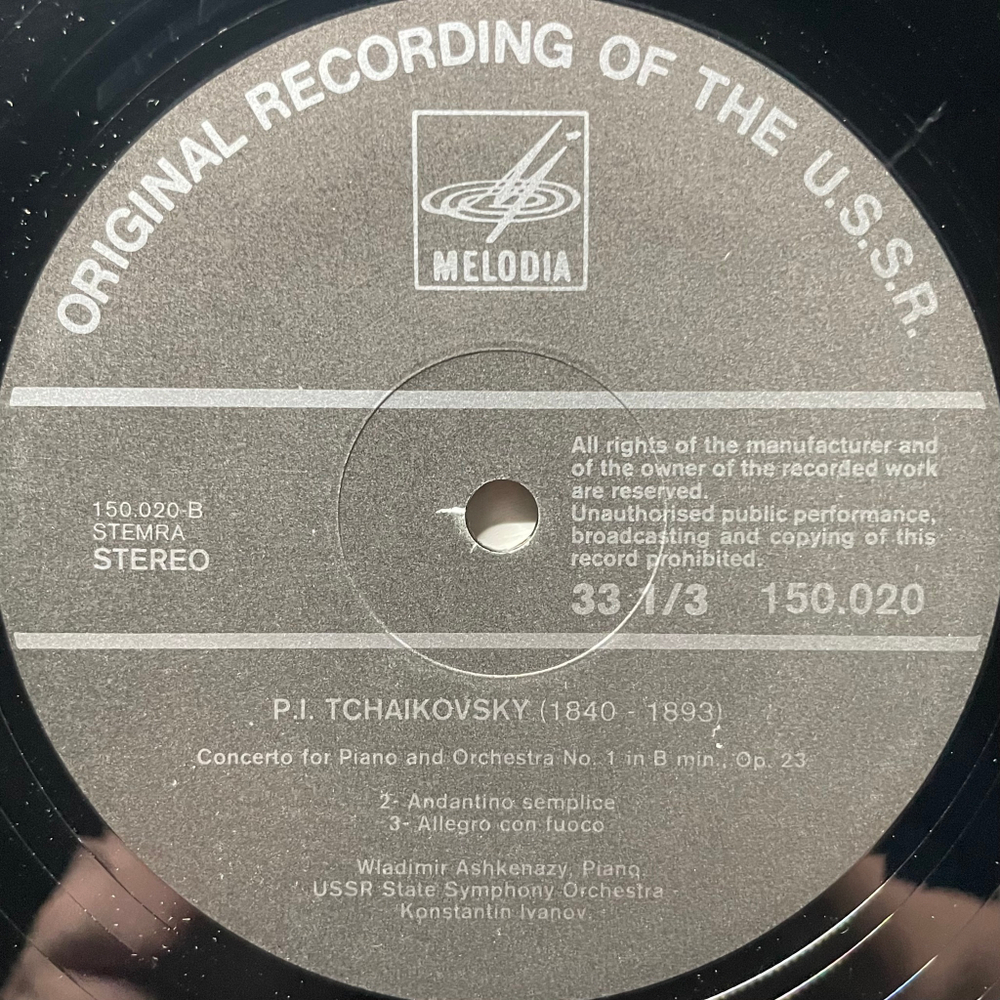 ORIGINAL RECORDING OF THE U.S.S.R.
MELODIA
All rights of the manufacturer and
of the owner of the recorded work
are reserved.
Unauthorised public performance,
broadcasting and copying of this
record prohibited.
150.020-B
STEMRA
STEREO
33 1/3 150.020
P.I. TCHAIKOVSKY (1840 - 1893)
Concerto for Piano and Orchestra No. 1 in B min., Op. 23
2- Andantino semplice
3- Allegro con fuoco
Wladimir Ashkenazy, Piano.
USSR State Symphony Orchestra -
Konstantin Ivanov.